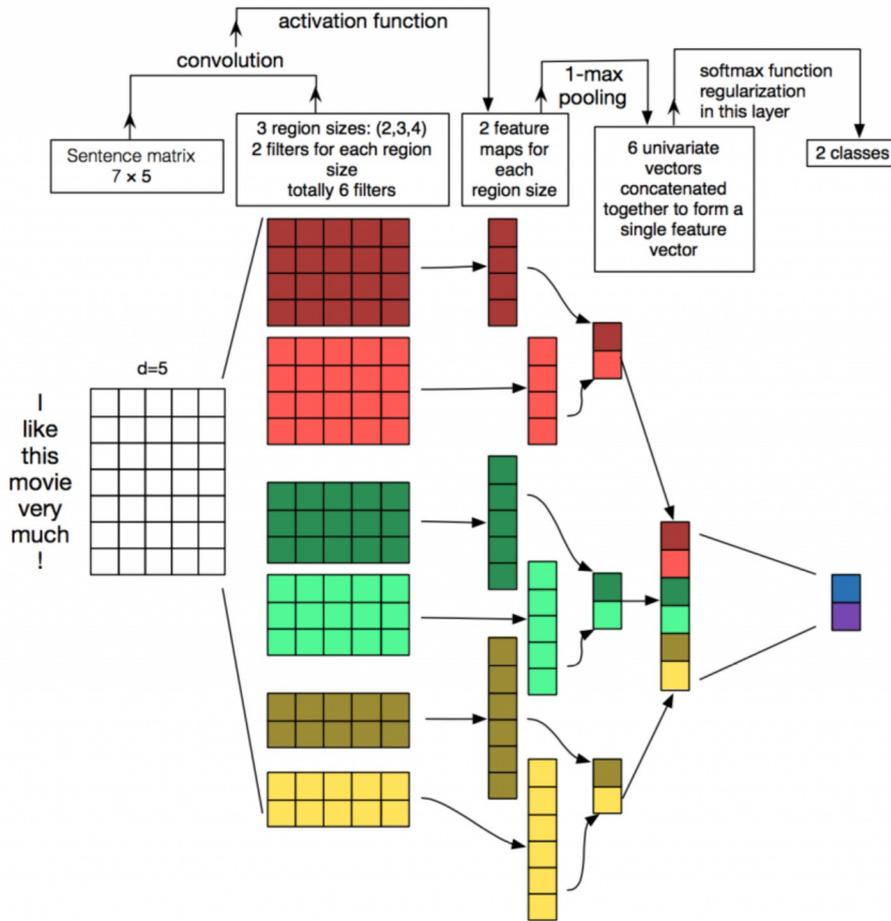 activation function
convolution
1-max
pooling
softmax function
regularization
in this layer
Sentence matrix
7 × 5
3 region sizes: (2,3,4)
2 filters for each region
size
totally 6 filters
2 feature
maps for
each
region size
6 univariate
vectors
concatenated
together to form a
single feature
vector
2 classes
d=5
I
like
this
movie
very
much
!